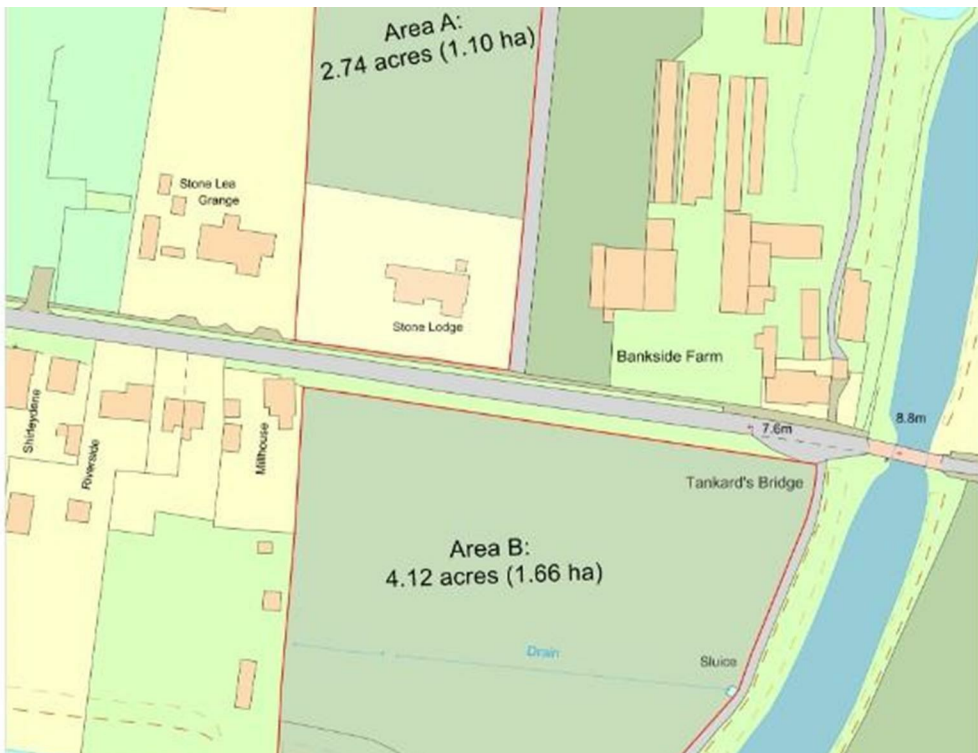 Area A:
2.74 acres (1.10 ha)
Stone Lea
Grange
Stone Lodge
Bankside Farm
Shirleydene
Riverside
Millhouse
7.6m
8.8m
Tankard's Bridge
Area B:
4.12 acres (1.66 ha)
Drain
Sluice